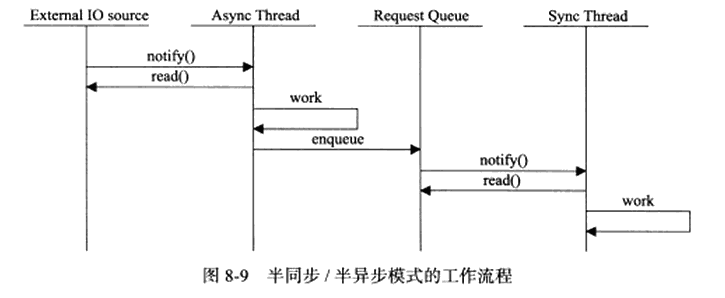 External IO source Async Thread Request Queue Sync Thread
notify()
read()
work
enqueue
notify()
read()
work
图 8-9 半同步 / 半异步模式的工作流程